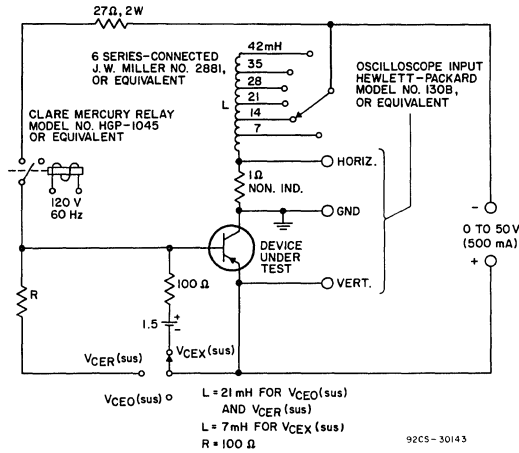 27Ω, 2W
6 SERIES-CONNECTED
J.W. MILLER NO. 2881,
OR EQUIVALENT
42mH
35
28
21
14
7
L
OSCILLOSCOPE INPUT
HEWLETT-PACKARD
MODEL NO. 130B,
OR EQUIVALENT
CLARE MERCURY RELAY
MODEL NO. HGP-1045
OR EQUIVALENT
120 V
60 Hz
1Ω
NON. IND.
HORIZ.
GND
VERT.
DEVICE
UNDER
TEST
-
0 TO 50V
(500 mA)
+
R
100 Ω
1.5
+
-
VCER(sus)
VCEX(sus)
VCEO(sus)
L = 21mH FOR VCEO(sus)
AND VCER(sus)
L = 7mH FOR VCEX(sus)
R = 100 Ω
92CS-30143